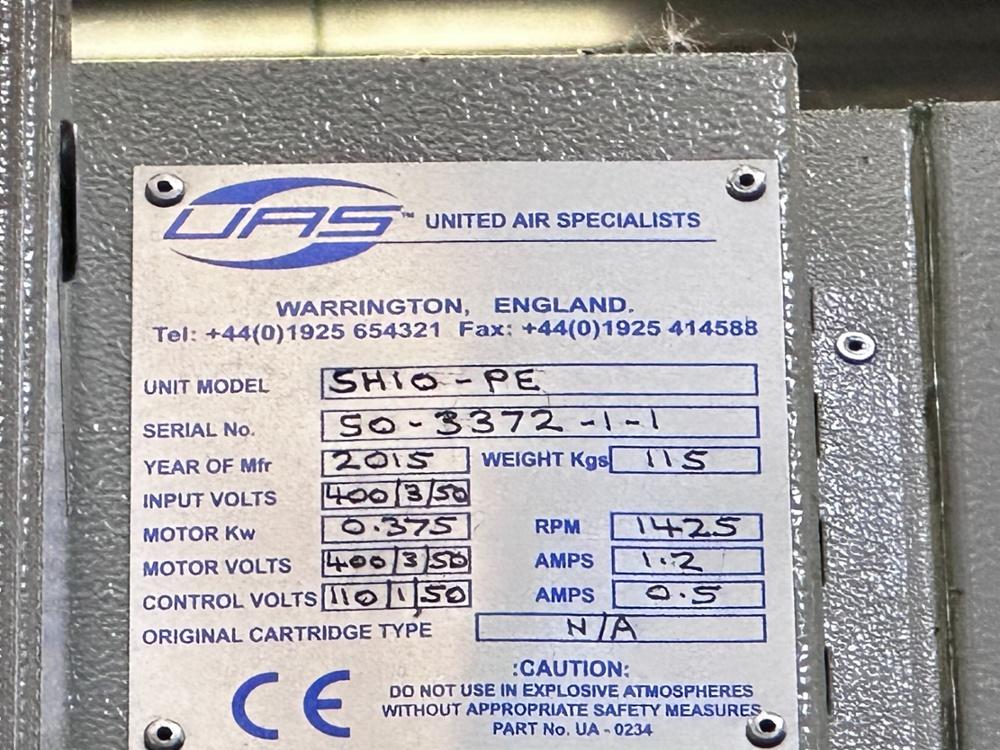 UAS™ UNITED AIR SPECIALISTS
WARRINGTON, ENGLAND.
Tel: +44(0)1925 654321 Fax: +44(0)1925 414588
UNIT MODEL SH10-PE
SERIAL No. 50-3372-1-1
YEAR OF Mfr 2015 WEIGHT Kgs 115
INPUT VOLTS 400/3/50
MOTOR Kw 0.375 RPM 1425
MOTOR VOLTS 400/3/50 AMPS 1.2
CONTROL VOLTS 110/1/50 AMPS 0.5
ORIGINAL CARTRIDGE TYPE N/A
:CAUTION:
CE DO NOT USE IN EXPLOSIVE ATMOSPHERES
WITHOUT APPROPRIATE SAFETY MEASURES
PART No. UA - 0234